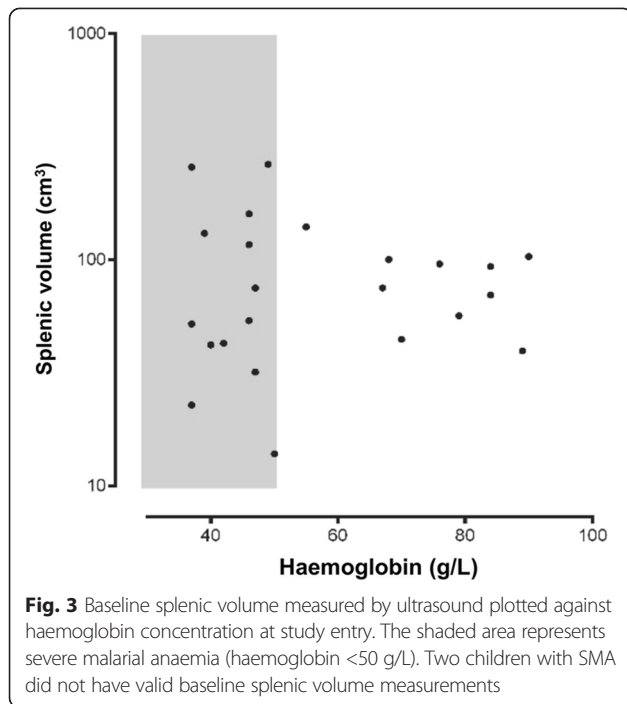 1000
100
10
Splenic volume (cm³)
40 60 80 100
Haemoglobin (g/L)
Fig. 3 Baseline splenic volume measured by ultrasound plotted against
haemoglobin concentration at study entry. The shaded area represents
severe malarial anaemia (haemoglobin <50 g/L). Two children with SMA
did not have valid baseline splenic volume measurements